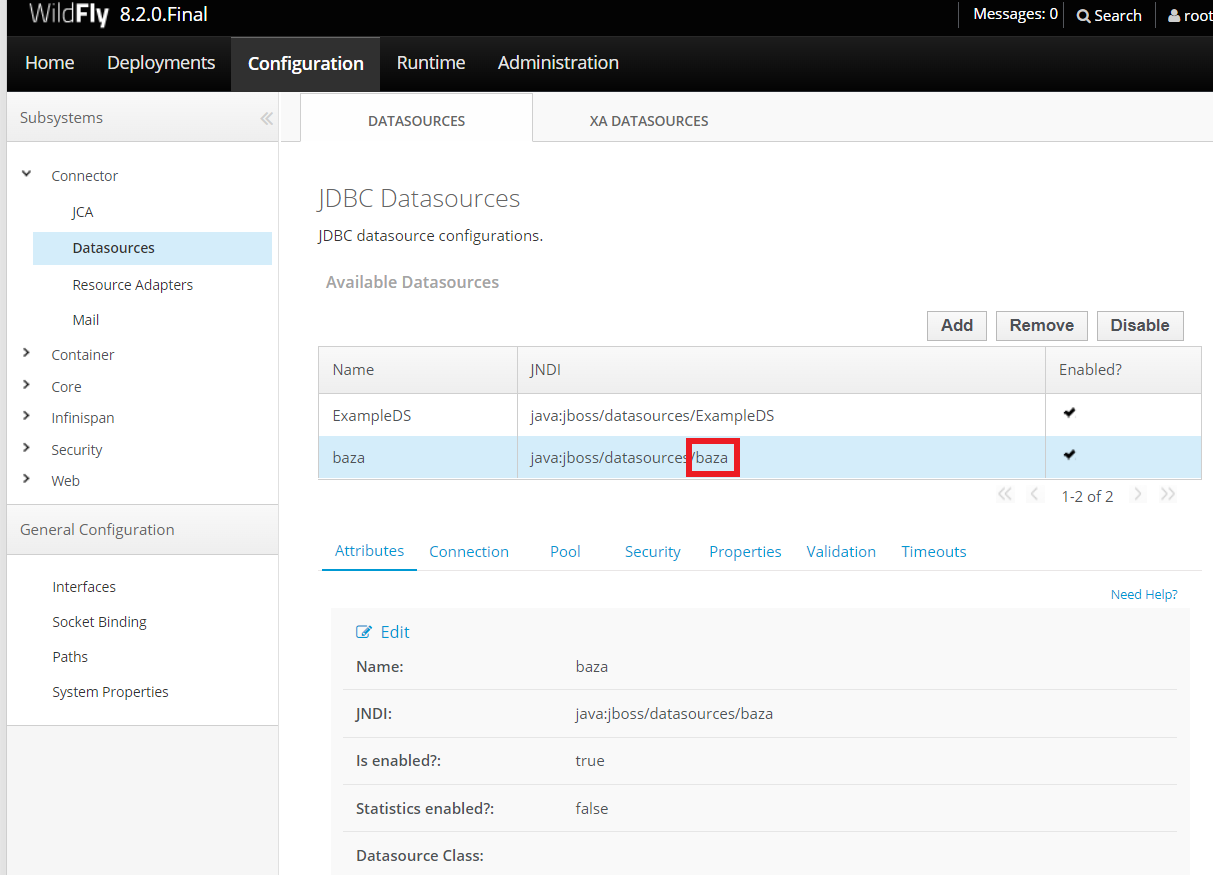 WildFly 8.2.0.Final
Messages: 0
Search
root
Home
Deployments
Configuration
Runtime
Administration
Subsystems
Connector
JCA
Datasources
Resource Adapters
Mail
Container
Core
Infinispan
Security
Web
General Configuration
Interfaces
Socket Binding
Paths
System Properties
DATASOURCES
XA DATASOURCES
JDBC Datasources
JDBC datasource configurations.
Available Datasources
Add
Remove
Disable
Name JNDI Enabled?
ExampleDS java:jboss/datasources/ExampleDS
baza java:jboss/datasources/baza
1-2 of 2
Attributes
Connection
Pool
Security
Properties
Validation
Timeouts
Need Help?
Edit
Name: baza
JNDI: java:jboss/datasources/baza
Is enabled?: true
Statistics enabled?: false
Datasource Class: